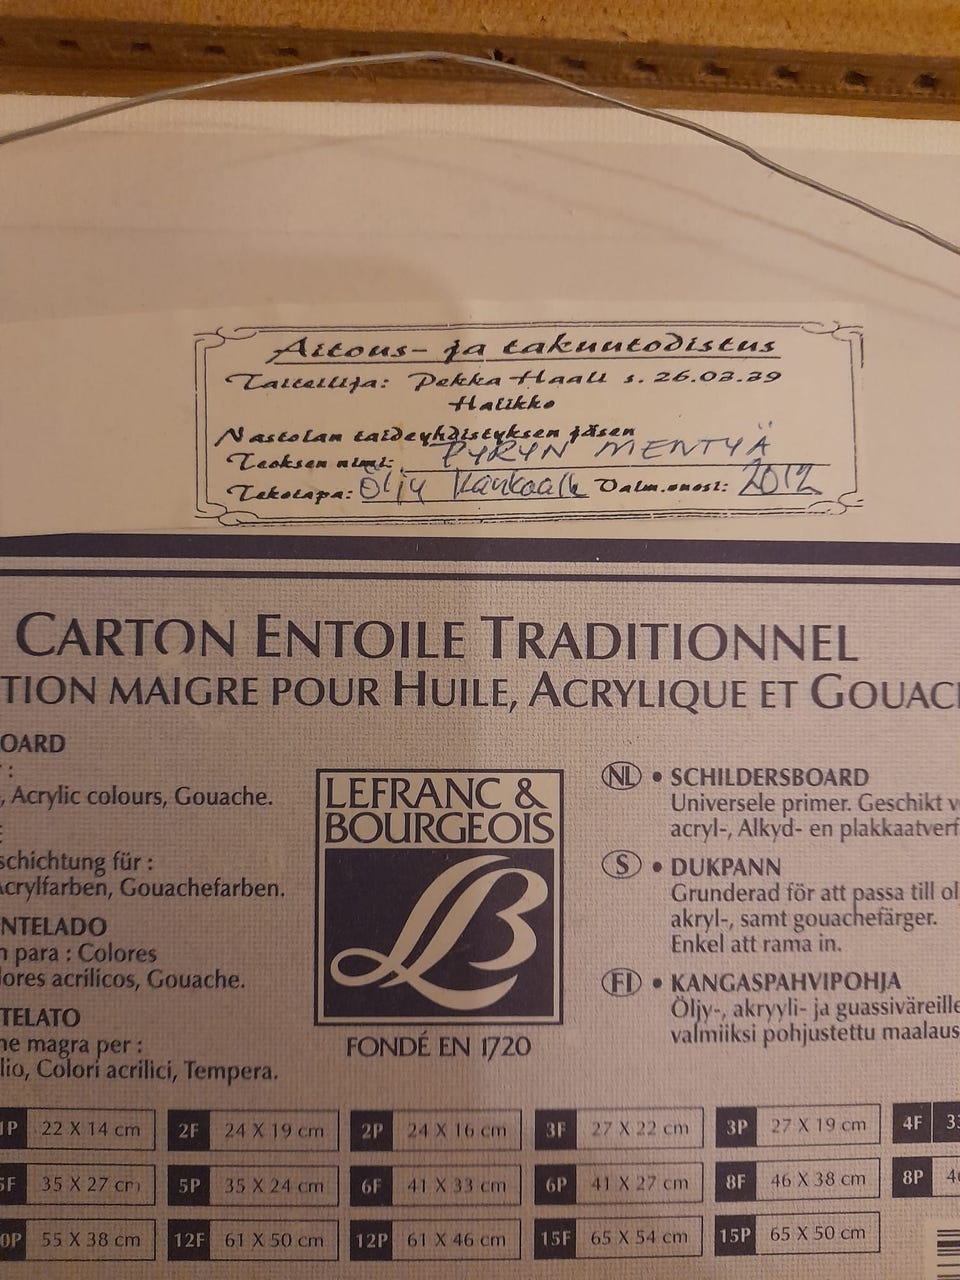 Aitous- ja takuutodistus
Taiteilija: Pekka Haali s. 26.03.39
Halikko
Nastolan taideyhdistyksen jäsen
Teoksen nimi: PYRYN MENTYÄ
Tekotapa: Öljy Valm.vuosi: 2012
CARTON ENTOILE TRADITIONNEL
TION MAIGRE POUR HUILE, ACRYLIQUE ET GOUAC
OARD
:
, Acrylic colours, Gouache.
schichtung für :
Acrylfarben, Gouachefarben.
NTELADO
n para : Colores
lores acrilicos, Gouache.
TELATO
ne magra per :
lio, Colori acrilici, Tempera.
LEFRANC &
BOURGEOIS
LB
FONDÉ EN 1720
NL • SCHILDERSBOARD
Universele primer. Geschikt v
acryl-, Alkyd- en plakkaatverf
S • DUKPANN
Grunderad för att passa till ol
akryl-, samt gouachefärger.
Enkel att rama in.
FI • KANGASPAHVIPOHJA
Öljy-, akryyli- ja guassiväreille
valmiiksi pohjustettu maalaus
1P 22 X 14 cm 2F 24 X 19 cm 2P 24 X 16 cm 3F 27 X 22 cm 3P 27 X 19 cm 4F 33
5F 35 X 27 cm 5P 35 X 24 cm 6F 41 X 33 cm 6P 41 X 27 cm 8F 46 X 38 cm 8P 46
0P 55 X 38 cm 12F 61 X 50 cm 12P 61 X 46 cm 15F 65 X 54 cm 15P 65 X 50 cm